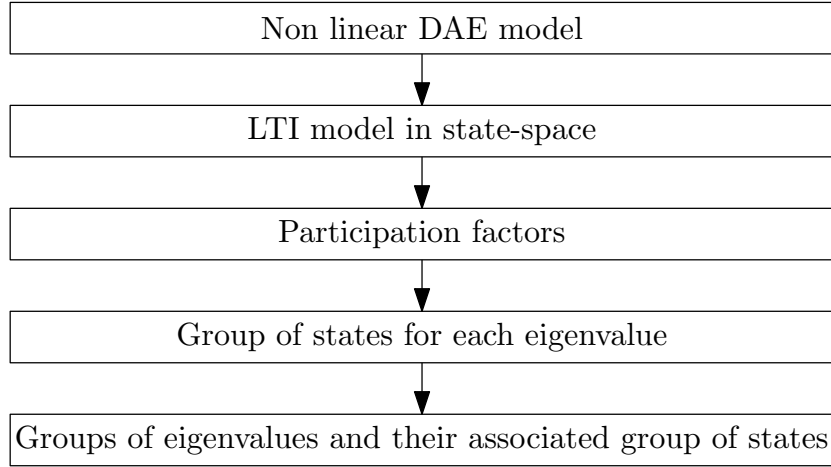 Non linear DAE model
LTI model in state-space
Participation factors
Group of states for each eigenvalue
Groups of eigenvalues and their associated group of states